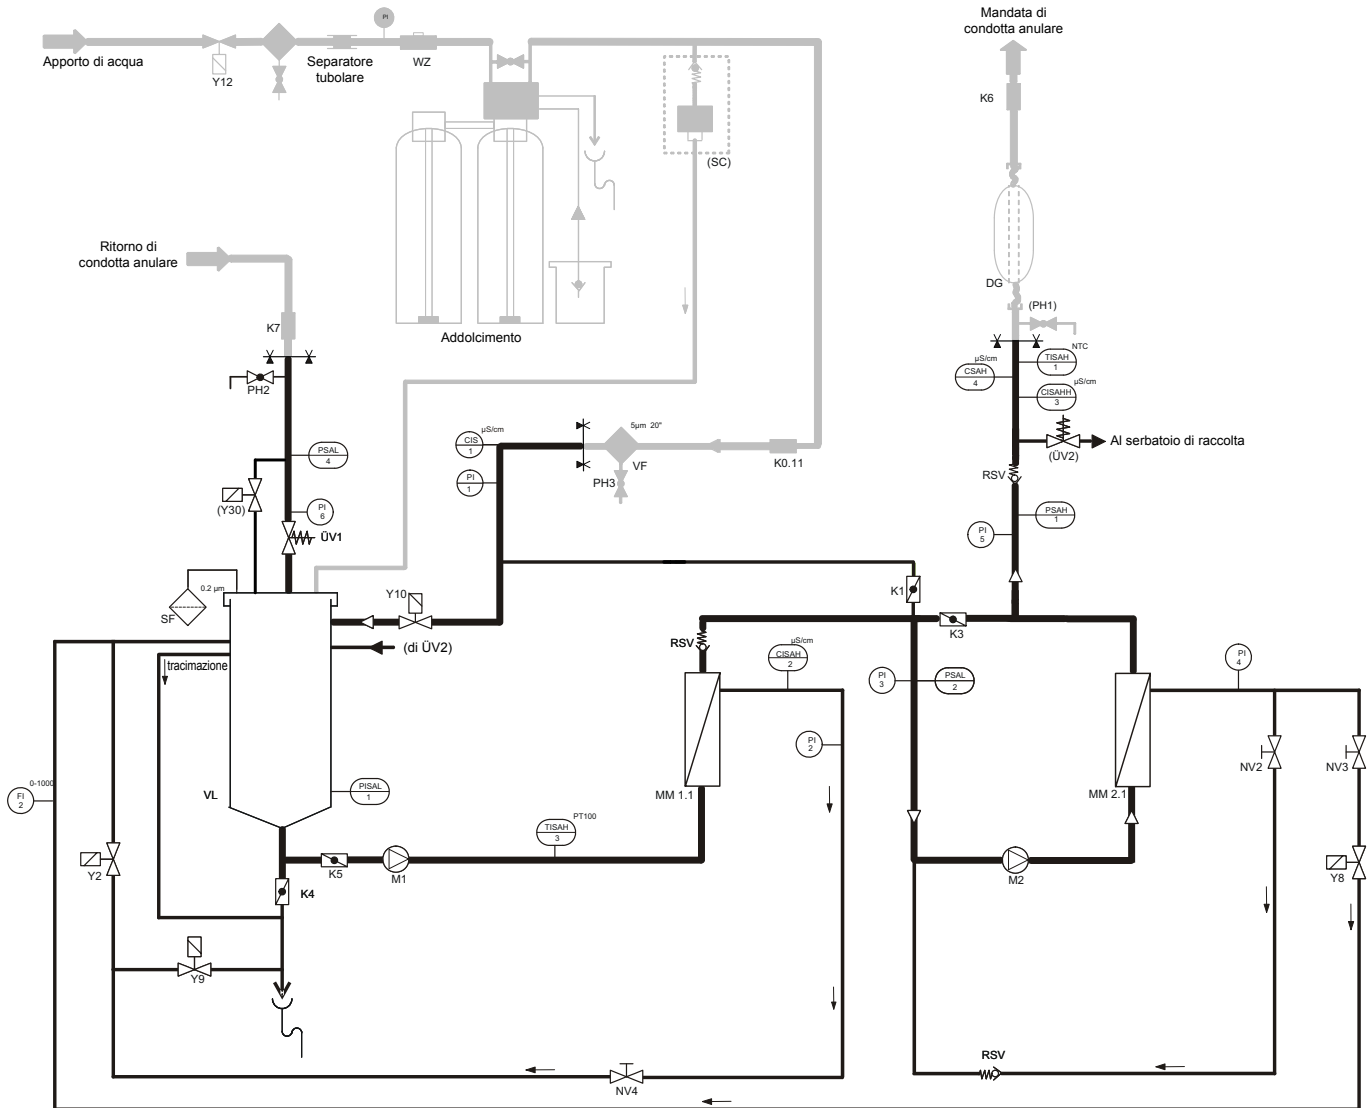 Mandata di
condotta anulare
PI
Apporto di acqua
Separatore
tubolare
WZ
Y12
K6
(SC)
Ritorno di
condotta anulare
DG
(PH1)
K7
Addolcimento
NTC
µS/cm
TISAH
1
CSAH
4
µS/cm
CISAHH
3
PH2
5µm 20"
µS/cm
CIS
1
Al serbatoio di raccolta
(ÜV2)
PSAL
4
VF
K0.11
RSV
PI
1
PH3
(Y30)
PI
6
PSAH
1
ÜV1
PI
5
0.2 µm
SF
Y10
K1
K3
(di ÜV2)
RSV
µS/cm
CISAH
2
PI
4
tracimazione
PI
3
PSAL
2
PI
2
NV2
NV3
0-1000
FI
2
VL
PISAL
1
MM 1.1
MM 2.1
PT100
TISAH
3
Y2
K5
M1
M2
Y8
K4
Y9
RSV
NV4